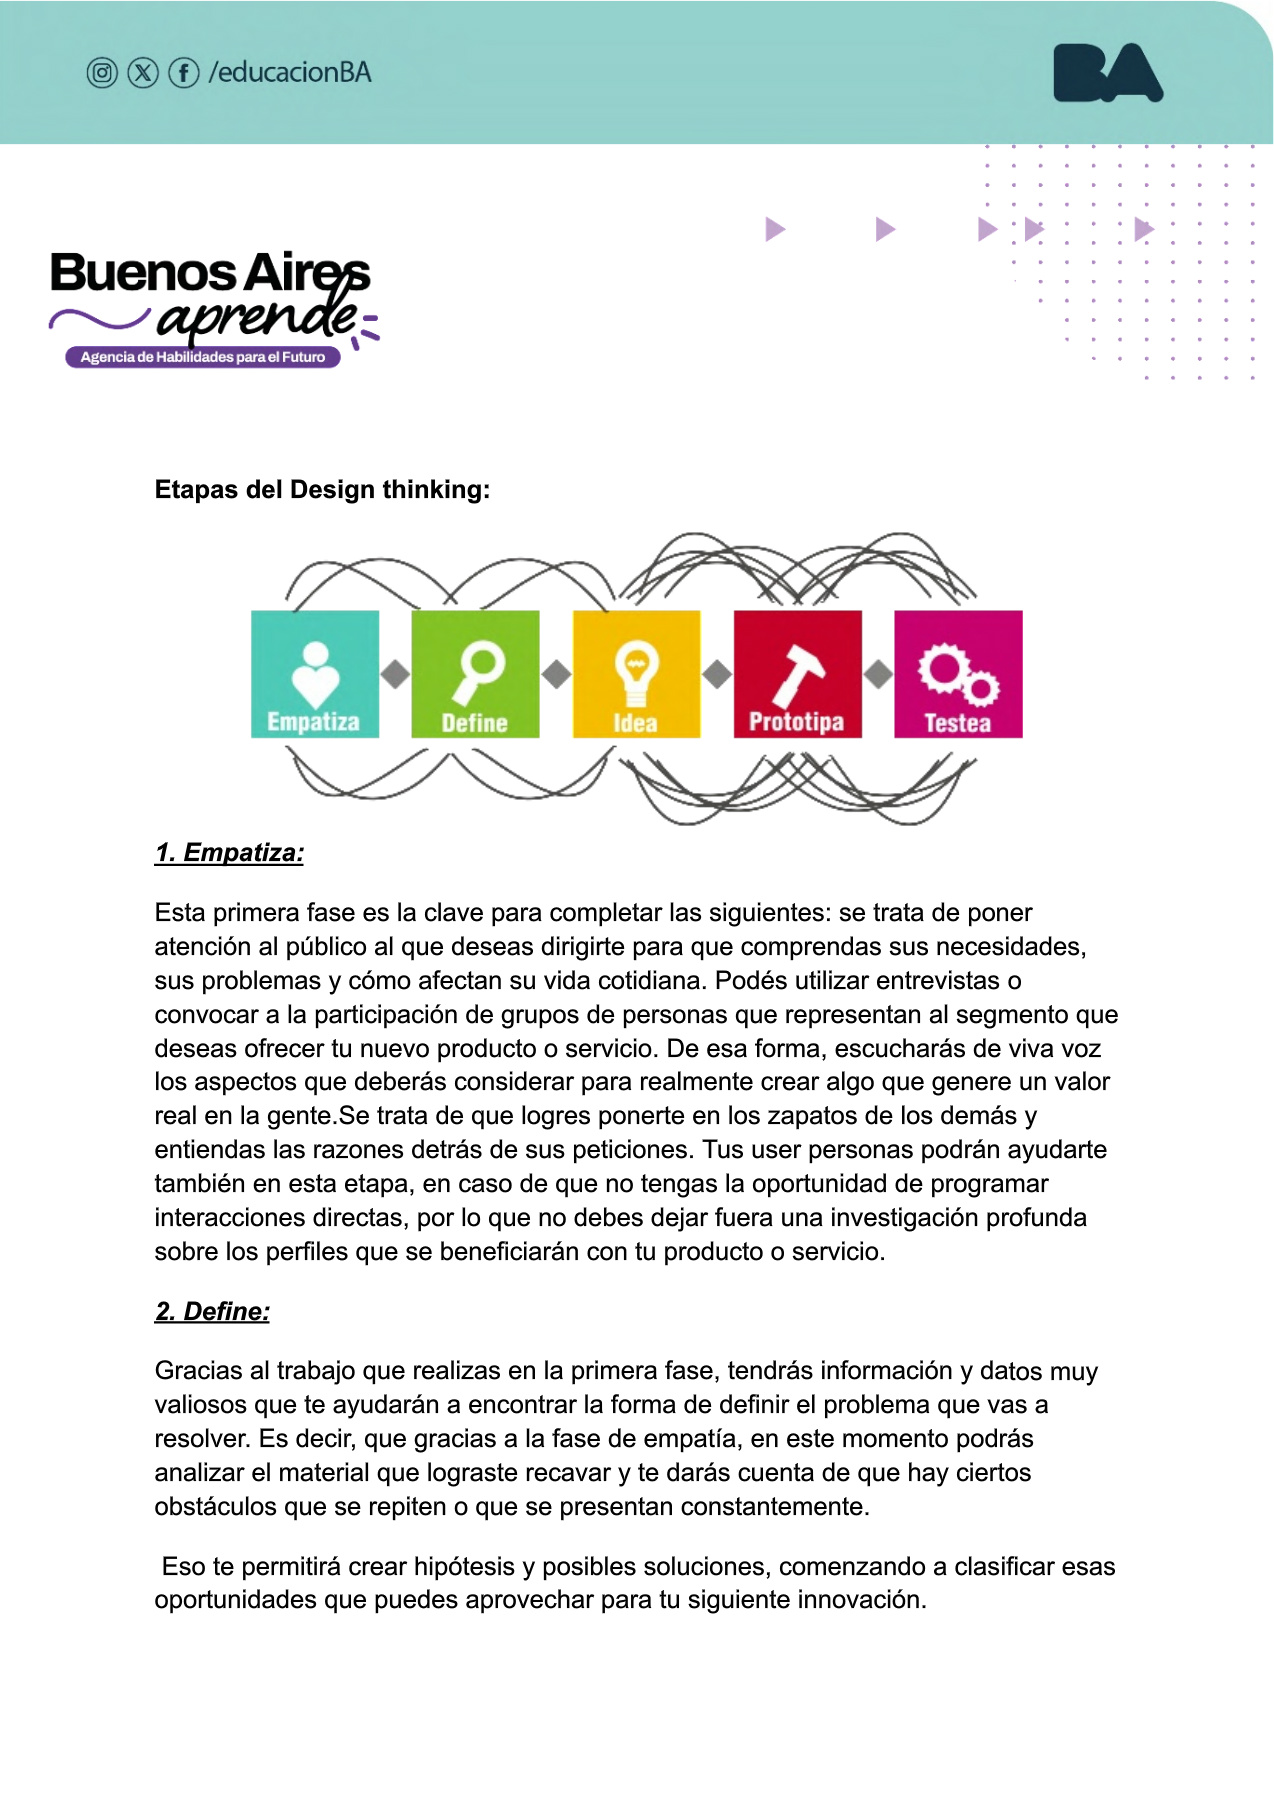 /educacionBA
BA
Buenos Aires
aprende
Agencia de Habilidades para el Futuro
Etapas del Design thinking:
Empatiza
Define
Idea
Prototipa
Testea
1. Empatiza:
Esta primera fase es la clave para completar las siguientes: se trata de poner
atención al público al que deseas dirigirte para que comprendas sus necesidades,
sus problemas y cómo afectan su vida cotidiana. Podés utilizar entrevistas o
convocar a la participación de grupos de personas que representan al segmento que
deseas ofrecer tu nuevo producto o servicio. De esa forma, escucharás de viva voz
los aspectos que deberás considerar para realmente crear algo que genere un valor
real en la gente.Se trata de que logres ponerte en los zapatos de los demás y
entiendas las razones detrás de sus peticiones. Tus user personas podrán ayudarte
también en esta etapa, en caso de que no tengas la oportunidad de programar
interacciones directas, por lo que no debes dejar fuera una investigación profunda
sobre los perfiles que se beneficiarán con tu producto o servicio.
2. Define:
Gracias al trabajo que realizas en la primera fase, tendrás información y datos muy
valiosos que te ayudarán a encontrar la forma de definir el problema que vas a
resolver. Es decir, que gracias a la fase de empatía, en este momento podrás
analizar el material que lograste recavar y te darás cuenta de que hay ciertos
obstáculos que se repiten o que se presentan constantemente.
Eso te permitirá crear hipótesis y posibles soluciones, comenzando a clasificar esas
oportunidades que puedes aprovechar para tu siguiente innovación.